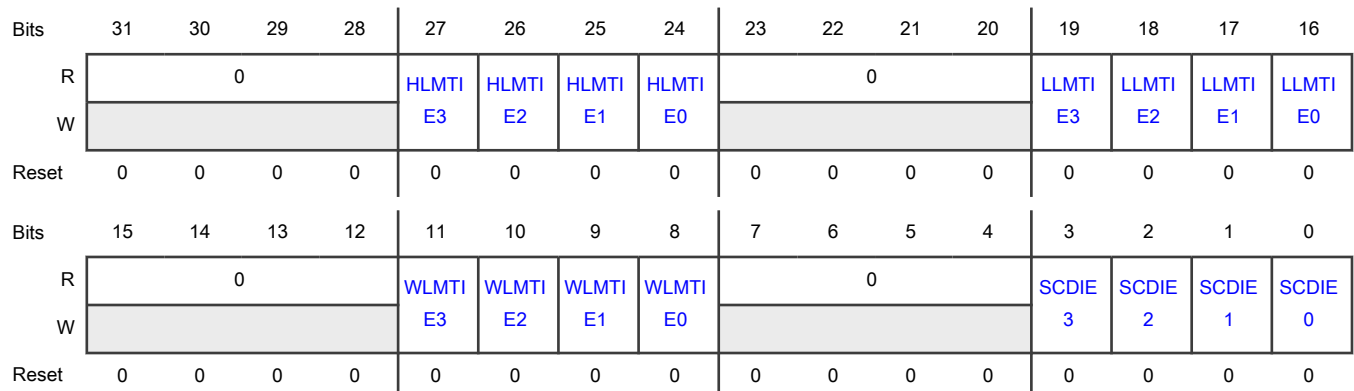 Bits 31 30 29 28 27 26 25 24 23 22 21 20 19 18 17 16
R 0 HLMTI HLMTI HLMTI HLMTI 0 LLMTI LLMTI LLMTI LLMTI
W E3 E2 E1 E0 E3 E2 E1 E0
Reset 0 0 0 0 0 0 0 0 0 0 0 0 0 0 0 0
Bits 15 14 13 12 11 10 9 8 7 6 5 4 3 2 1 0
R 0 WLMTI WLMTI WLMTI WLMTI 0 SCDIE SCDIE SCDIE SCDIE
W E3 E2 E1 E0 3 2 1 0
Reset 0 0 0 0 0 0 0 0 0 0 0 0 0 0 0 0